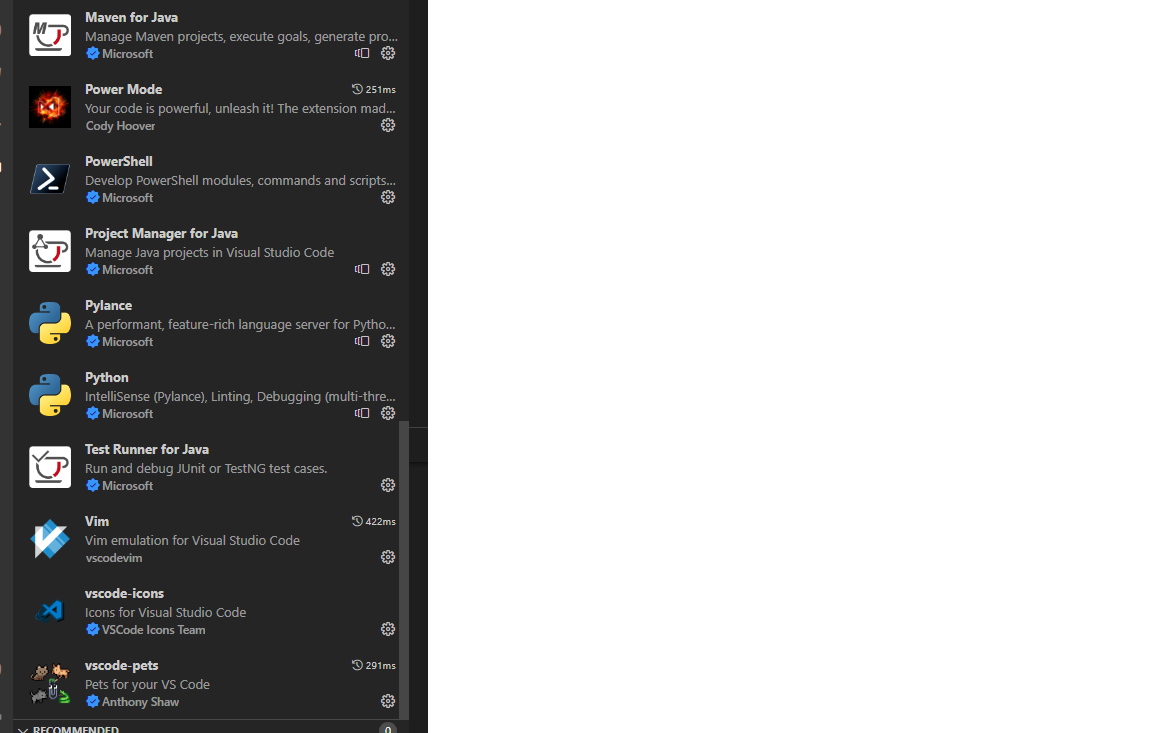 Maven for Java
Manage Maven projects, execute goals, generate pro...
Microsoft
Power Mode 251ms
Your code is powerful, unleash it! The extension mad...
Cody Hoover
PowerShell
Develop PowerShell modules, commands and scripts...
Microsoft
Project Manager for Java
Manage Java projects in Visual Studio Code
Microsoft
Pylance
A performant, feature-rich language server for Pytho...
Microsoft
Python
IntelliSense (Pylance), Linting, Debugging (multi-thre...
Microsoft
Test Runner for Java
Run and debug JUnit or TestNG test cases.
Microsoft
Vim 422ms
Vim emulation for Visual Studio Code
vscodevim
vscode-icons
Icons for Visual Studio Code
VSCode Icons Team
vscode-pets 291ms
Pets for your VS Code
Anthony Shaw
RECOMMENDED 0